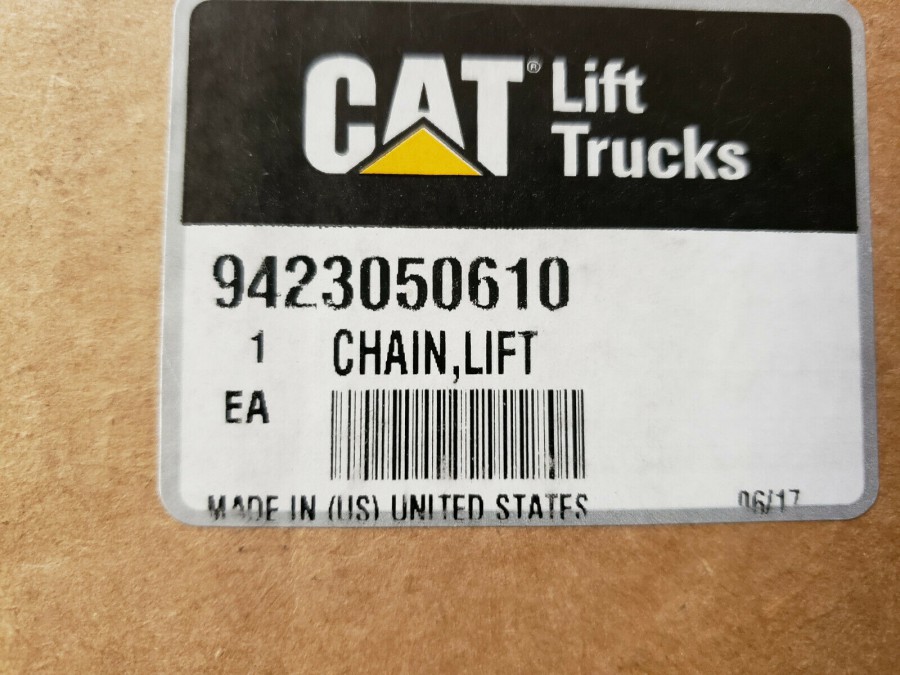 CAT® Lift
Trucks
9423050610
1 CHAIN,LIFT
EA
MADE IN (US) UNITED STATES 06/17